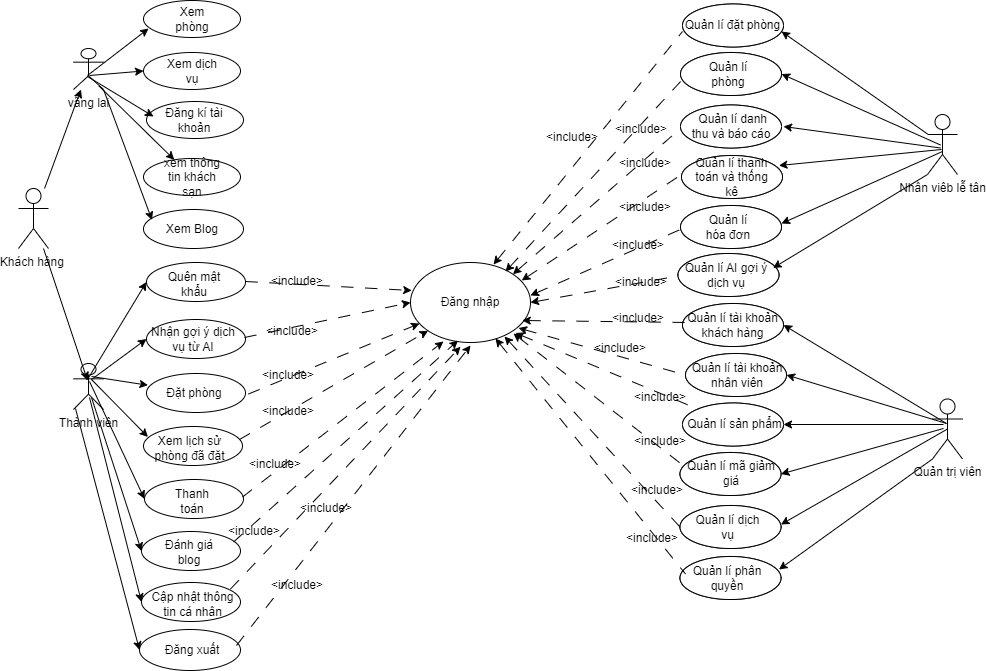 Xem
phòng
Xem dịch
vụ
vãng lai
Đăng kí tài
khoản
Xem thông
tin khách
sạn
Xem Blog
Khách hàng
Quên mật
khẩu
<include>
Nhận gợi ý dịch
vụ từ AI
<include>
Đặt phòng
<include>
Thành viên
Xem lịch sử
phòng đã đặt
<include>
Thanh
toán
<include>
Đánh giá
blog
<include>
Cập nhật thông
tin cá nhân
<include>
Đăng xuất
<include>
Đăng nhập
Quản lí đặt phòng
<include>
Quản lí
phòng
<include>
Quản lí danh
thu và báo cáo
<include>
Quản lí thanh
toán và thống
kê
<include>
Quản lí
hóa đơn
<include>
Quản lí AI gợi ý
dịch vụ
<include>
Nhân viêb lễ tân
Quản lí tài khoản
khách hàng
<include>
Quản lí tài khoản
nhân viên
<include>
Quản lí sản phẩm
<include>
Quản lí mã giảm
giá
<include>
Quản lí dịch
vụ
<include>
Quản lí phân
quyền
<include>
Quản trị viên